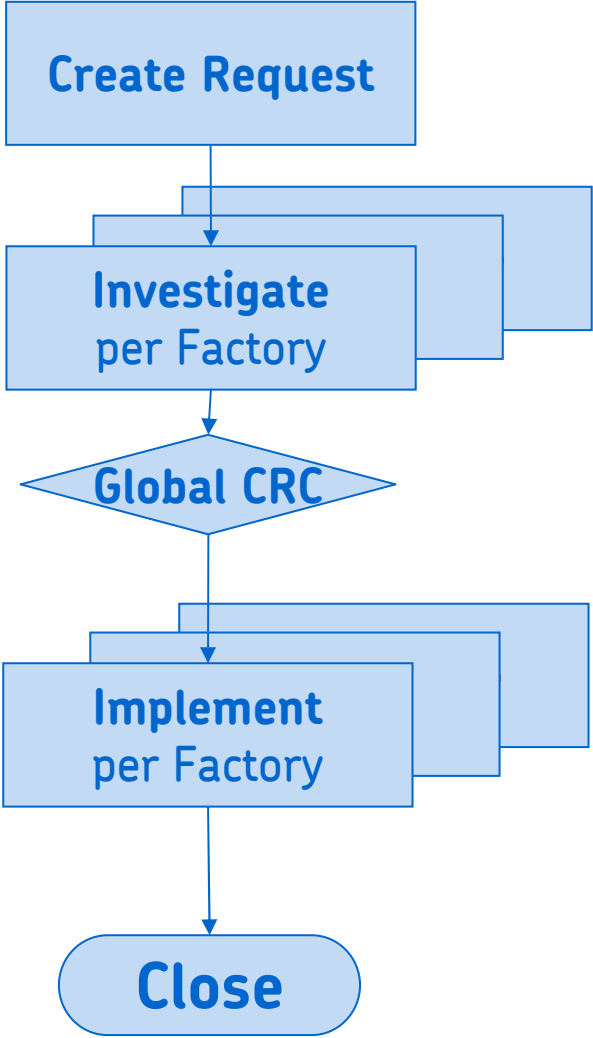 Create Request
Investigate
per Factory
Global CRC
Implement
per Factory
Close